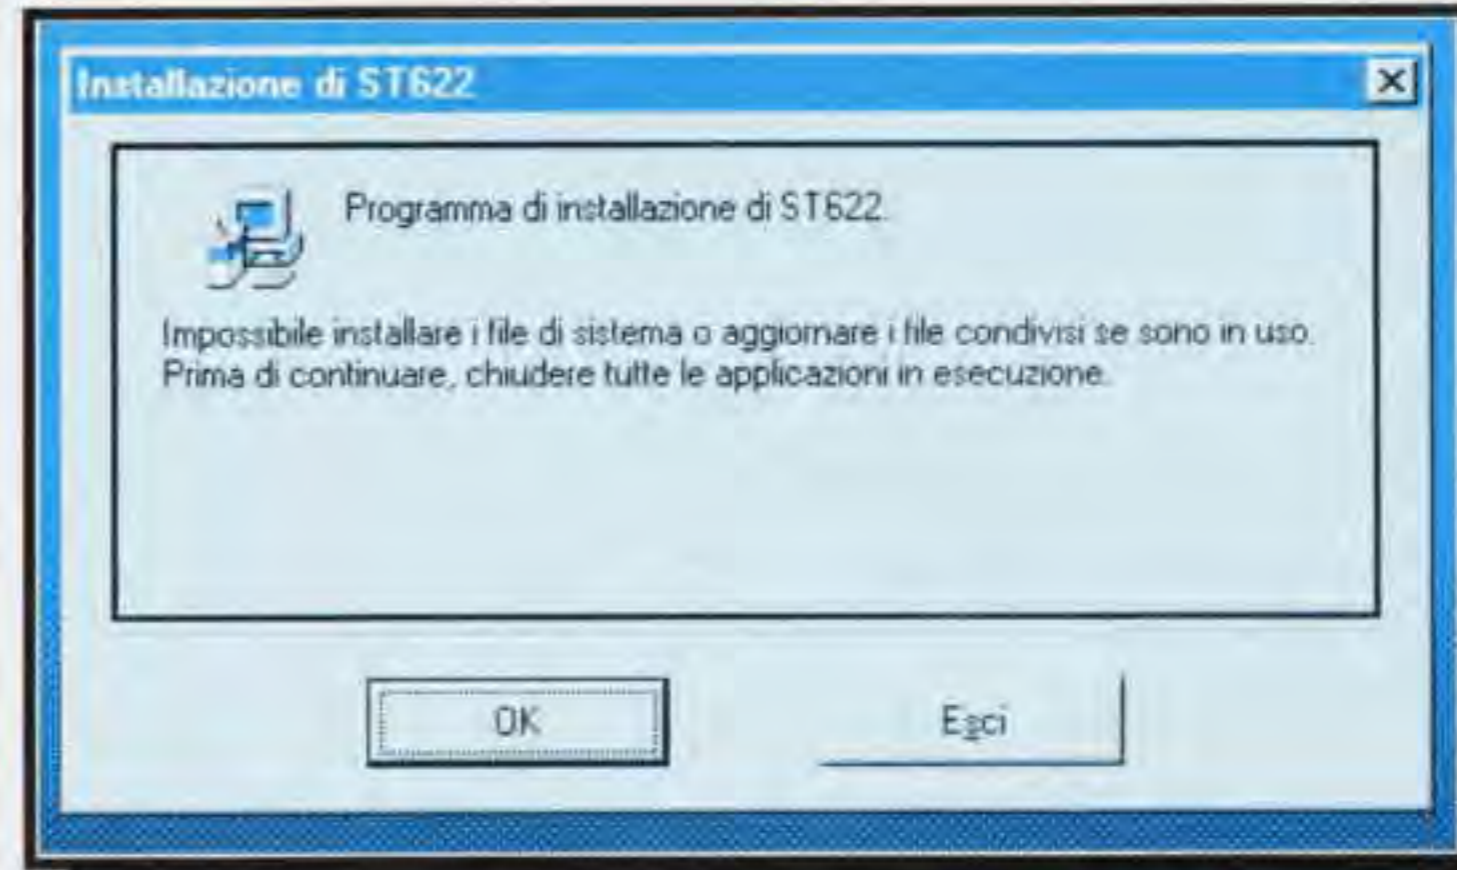 Installazione di ST622
Programma di installazione di ST622.
Impossibile installare i file di sistema o aggiornare i file condivisi se sono in uso.
Prima di continuare, chiudere tutte le applicazioni in esecuzione.
OK
Esci